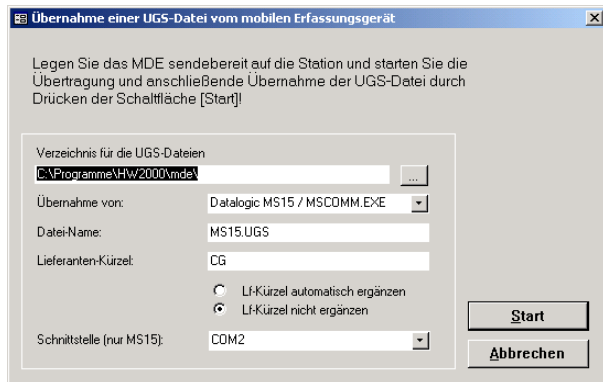 Übernahme einer UGS-Datei vom mobilen Erfassungsgerät
Legen Sie das MDE sendebereit auf die Station und starten Sie die
Übertragung und anschließende Übernahme der UGS-Datei durch
Drücken der Schaltfläche [Start]!
Verzeichnis für die UGS-Dateien
C:\Programme\HW2000\mde\
...
Übernahme von:
Datalogic MS15 / MSCOMM.EXE
Datei-Name:
MS15.UGS
Lieferanten-Kürzel:
CG
Lf-Kürzel automatisch ergänzen
Lf-Kürzel nicht ergänzen
Schnittstelle (nur MS15):
COM2
Start
Abbrechen